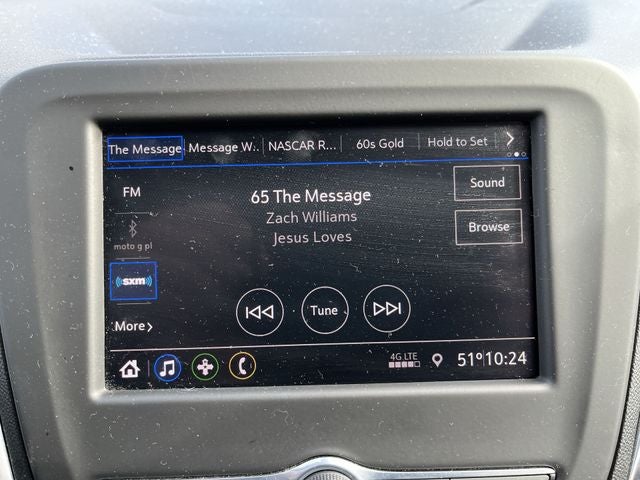 The Message Message W.. NASCAR R... 60s Gold Hold to Set
FM
65 The Message
Sound
Zach Williams
Browse
moto g pl
Jesus Loves
sxm
Tune
More
4G LTE
51° 10:24